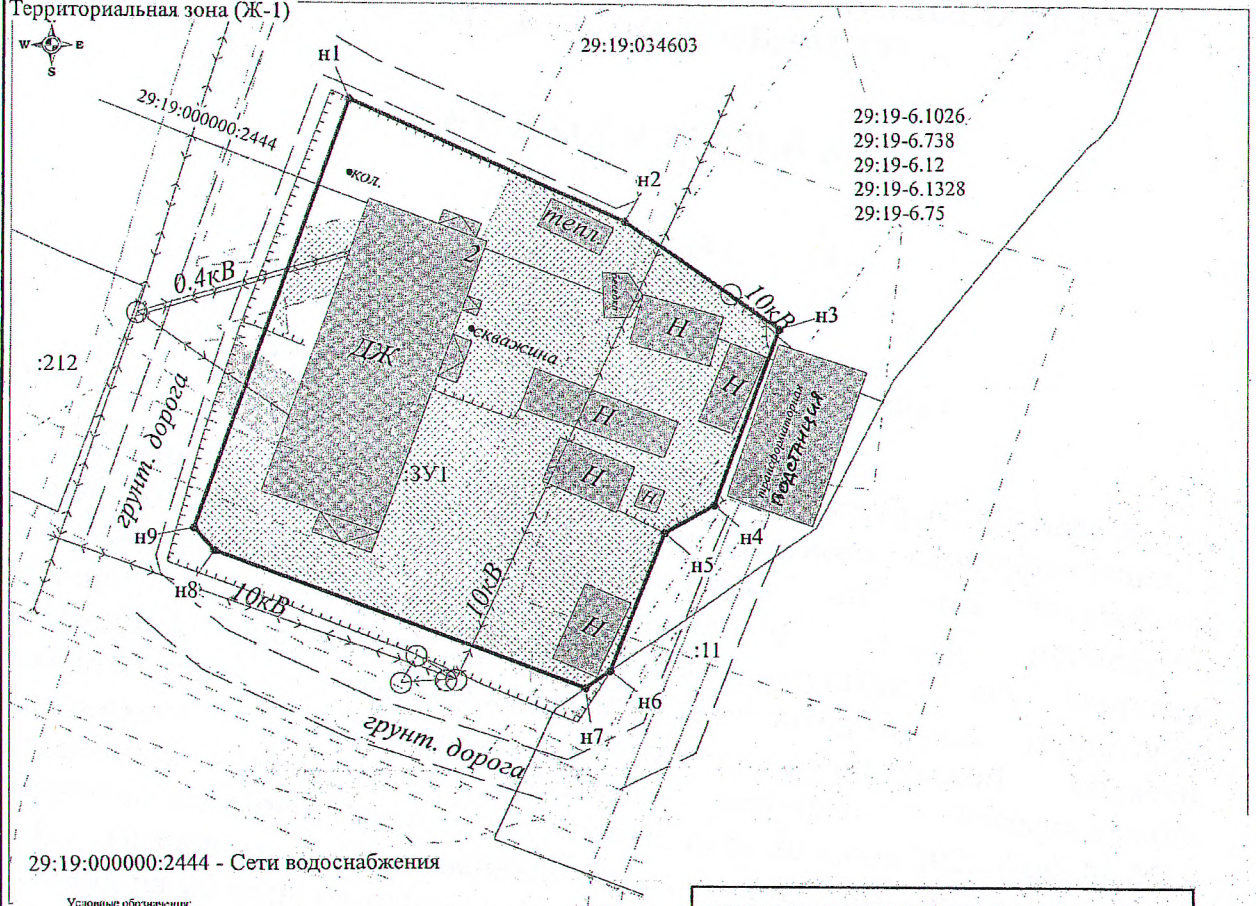 Территориальная зона (Ж-1)
W E
S
н1
29:19:034603
29:19:000000:2444
29:19-6.1026
29:19-6.738
29:19-6.12
29:19-6.1328
29:19-6.75
кол.
н2
тепл.
2
0.4кВ
10кВ
н3
Н
скважина
:212
ДЖ
Н
трансформаторная
подстанция
Н
грунт. дорога
Н
:ЗУ1
Н
н9
н4
н5
н8
10кВ
10кВ
Н
:11
н6
н7
грунт. дорога
29:19:000000:2444 - Сети водоснабжения
Условные обозначения: